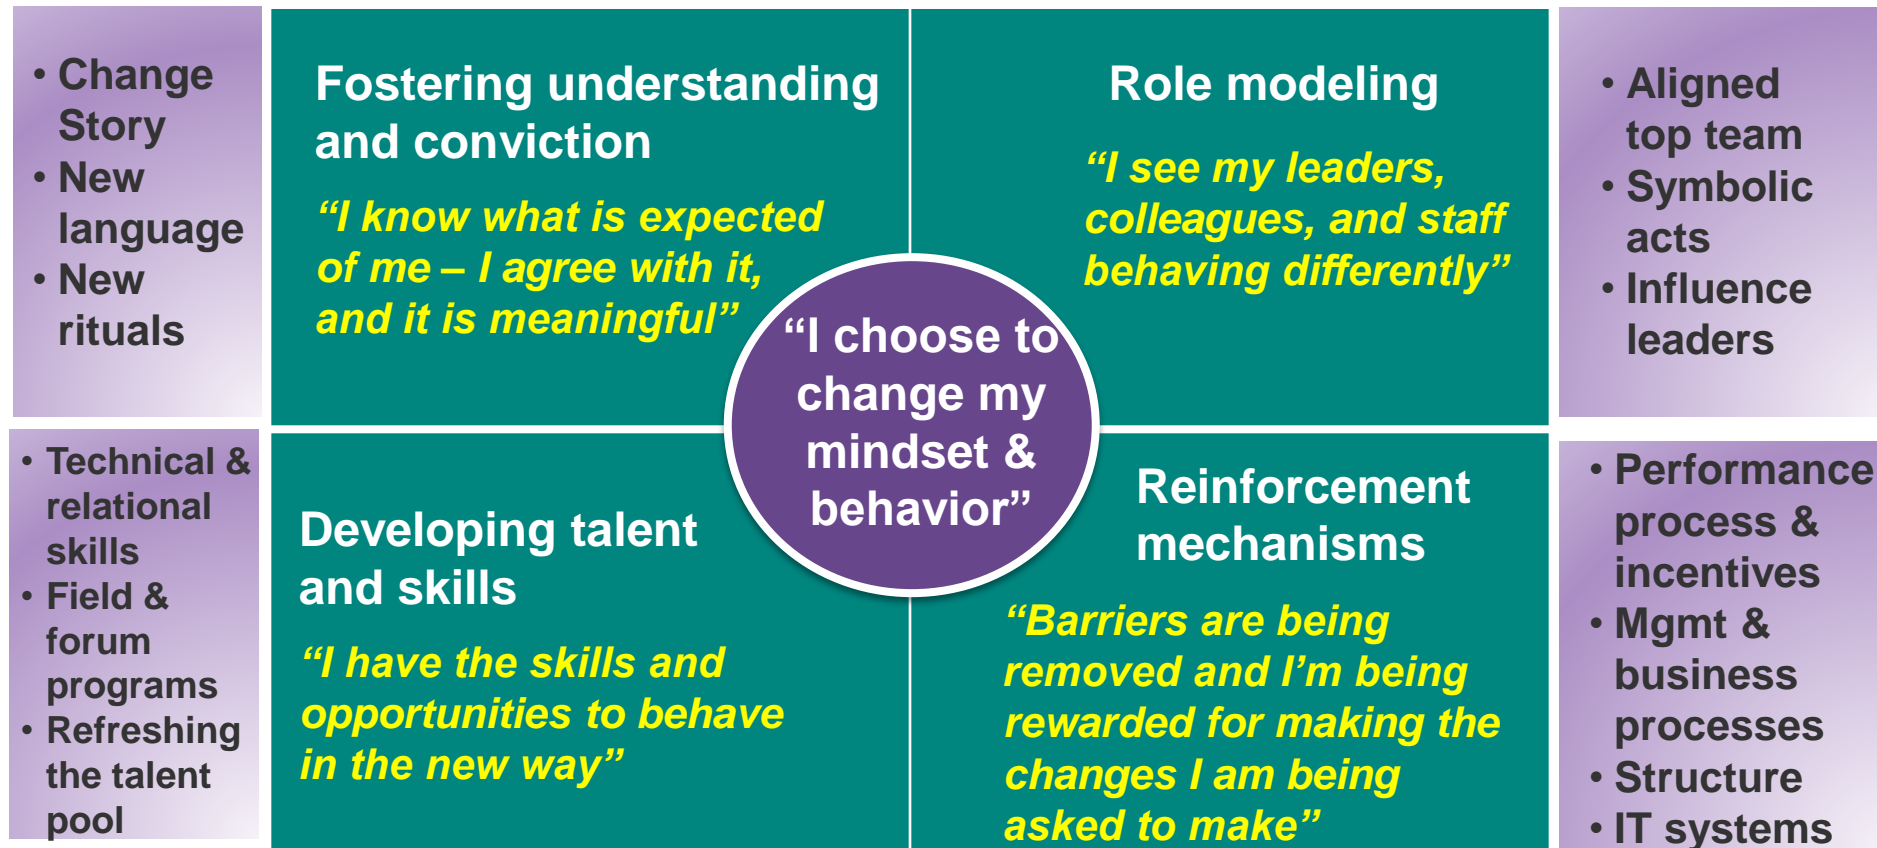 • Change
Story
• New
language
• New
rituals
Fostering understanding
and conviction
“I know what is expected
of me – I agree with it,
and it is meaningful”
Role modeling
“I see my leaders,
colleagues, and staff
behaving differently”
• Aligned
top team
• Symbolic
acts
• Influence
leaders
“I choose to
change my
mindset &
behavior”
• Technical &
relational
skills
• Field &
forum
programs
• Refreshing
the talent
pool
Developing talent
and skills
“I have the skills and
opportunities to behave
in the new way”
Reinforcement
mechanisms
“Barriers are being
removed and I’m being
rewarded for making the
changes I am being
asked to make”
• Performance
process &
incentives
• Mgmt &
business
processes
• Structure
• IT systems